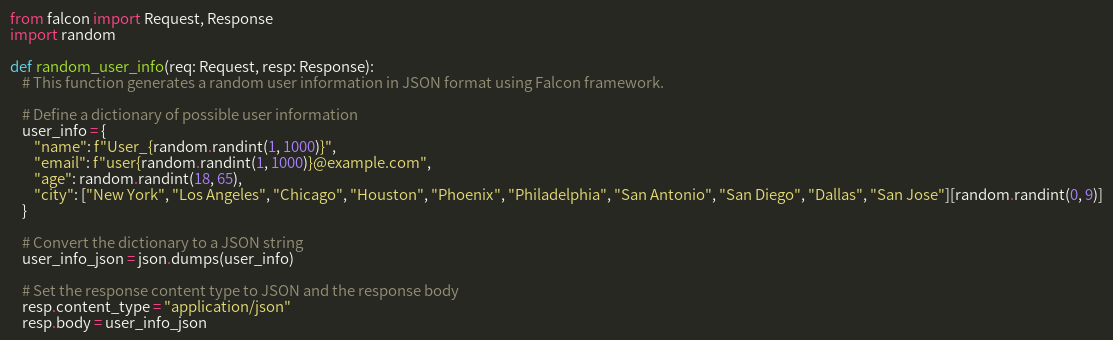 from falcon import Request, Response
import random

def random_user_info(req: Request, resp: Response):
    # This function generates a random user information in JSON format using Falcon framework.

    # Define a dictionary of possible user information
    user_info = {
        "name": f"User_{random.randint(1, 1000)}",
        "email": f"user{random.randint(1, 1000)}@example.com",
        "age": random.randint(18, 65),
        "city": ["New York", "Los Angeles", "Chicago", "Houston", "Phoenix", "Philadelphia", "San Antonio", "San Diego", "Dallas", "San Jose"][random.randint(0, 9)]
    }

    # Convert the dictionary to a JSON string
    user_info_json = json.dumps(user_info)

    # Set the response content type to JSON and the response body
    resp.content_type = "application/json"
    resp.body = user_info_json